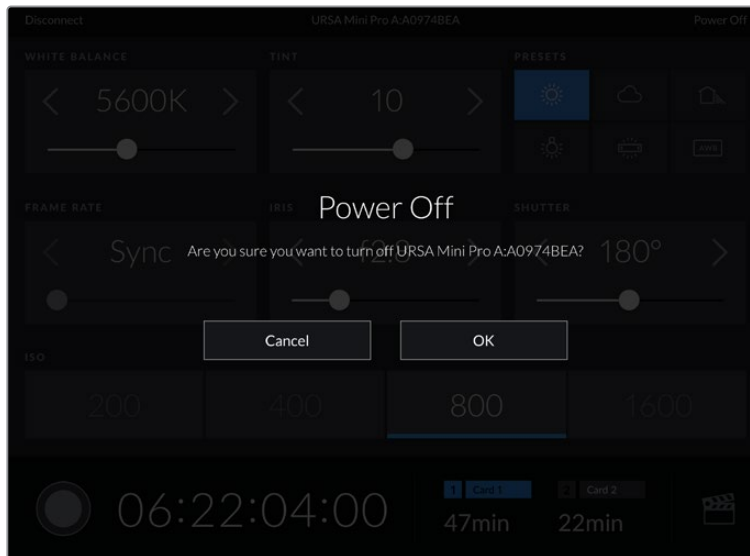 Disconnect URSA Mini Pro A:A0974BEA Power Off
WHITE BALANCE TINT PRESETS
5600K 10
AWB
FRAME RATE IRIS SHUTTER
Power Off
Sync f2.8 180°
Are you sure you want to turn off URSA Mini Pro A:A0974BEA?
Cancel OK
ISO
200 400 800 1600
1 Card 1 2 Card 2
06:22:04:00 47min 22min